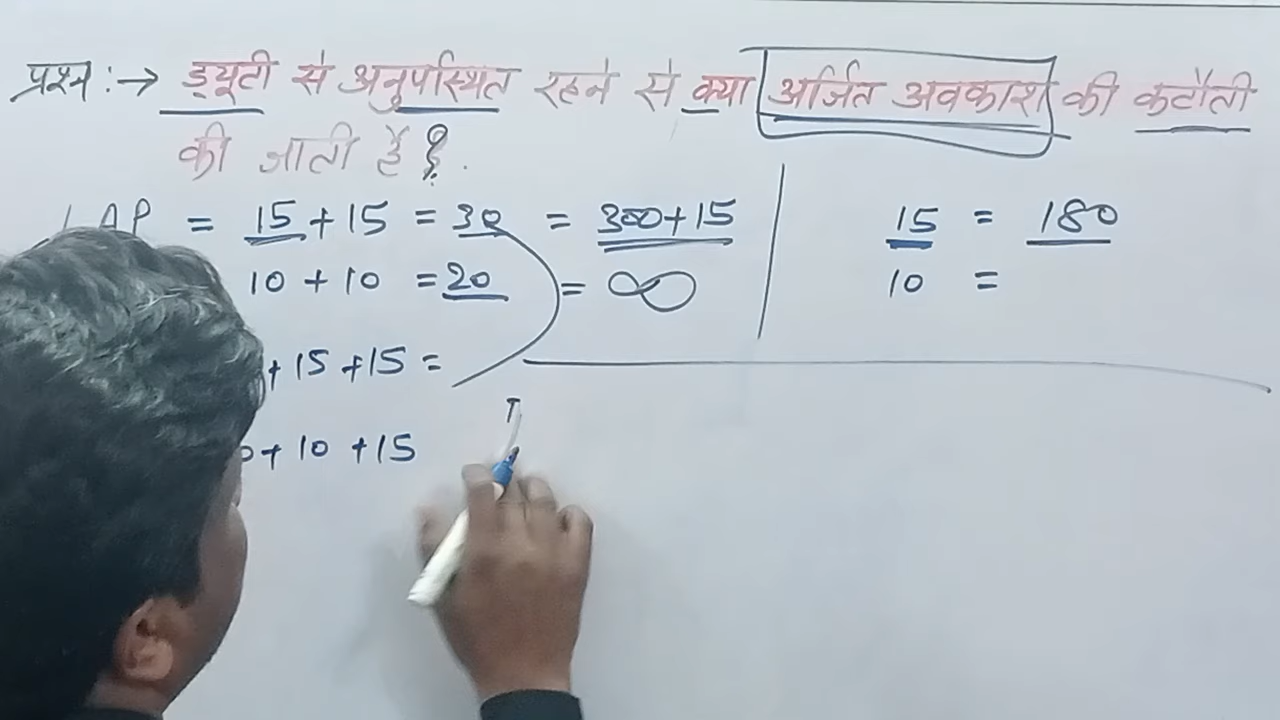 प्रश्न :→ ड्यूटी से अनुपस्थित रहने से क्या अर्जित अवकाश की कटौती
की जाती है ?.
LAP = 15 + 15 = 30 = 300+15
15 = 180
10 + 10 = 20 = ∞
10 =
+ 15 + 15 =
+ 10 + 15